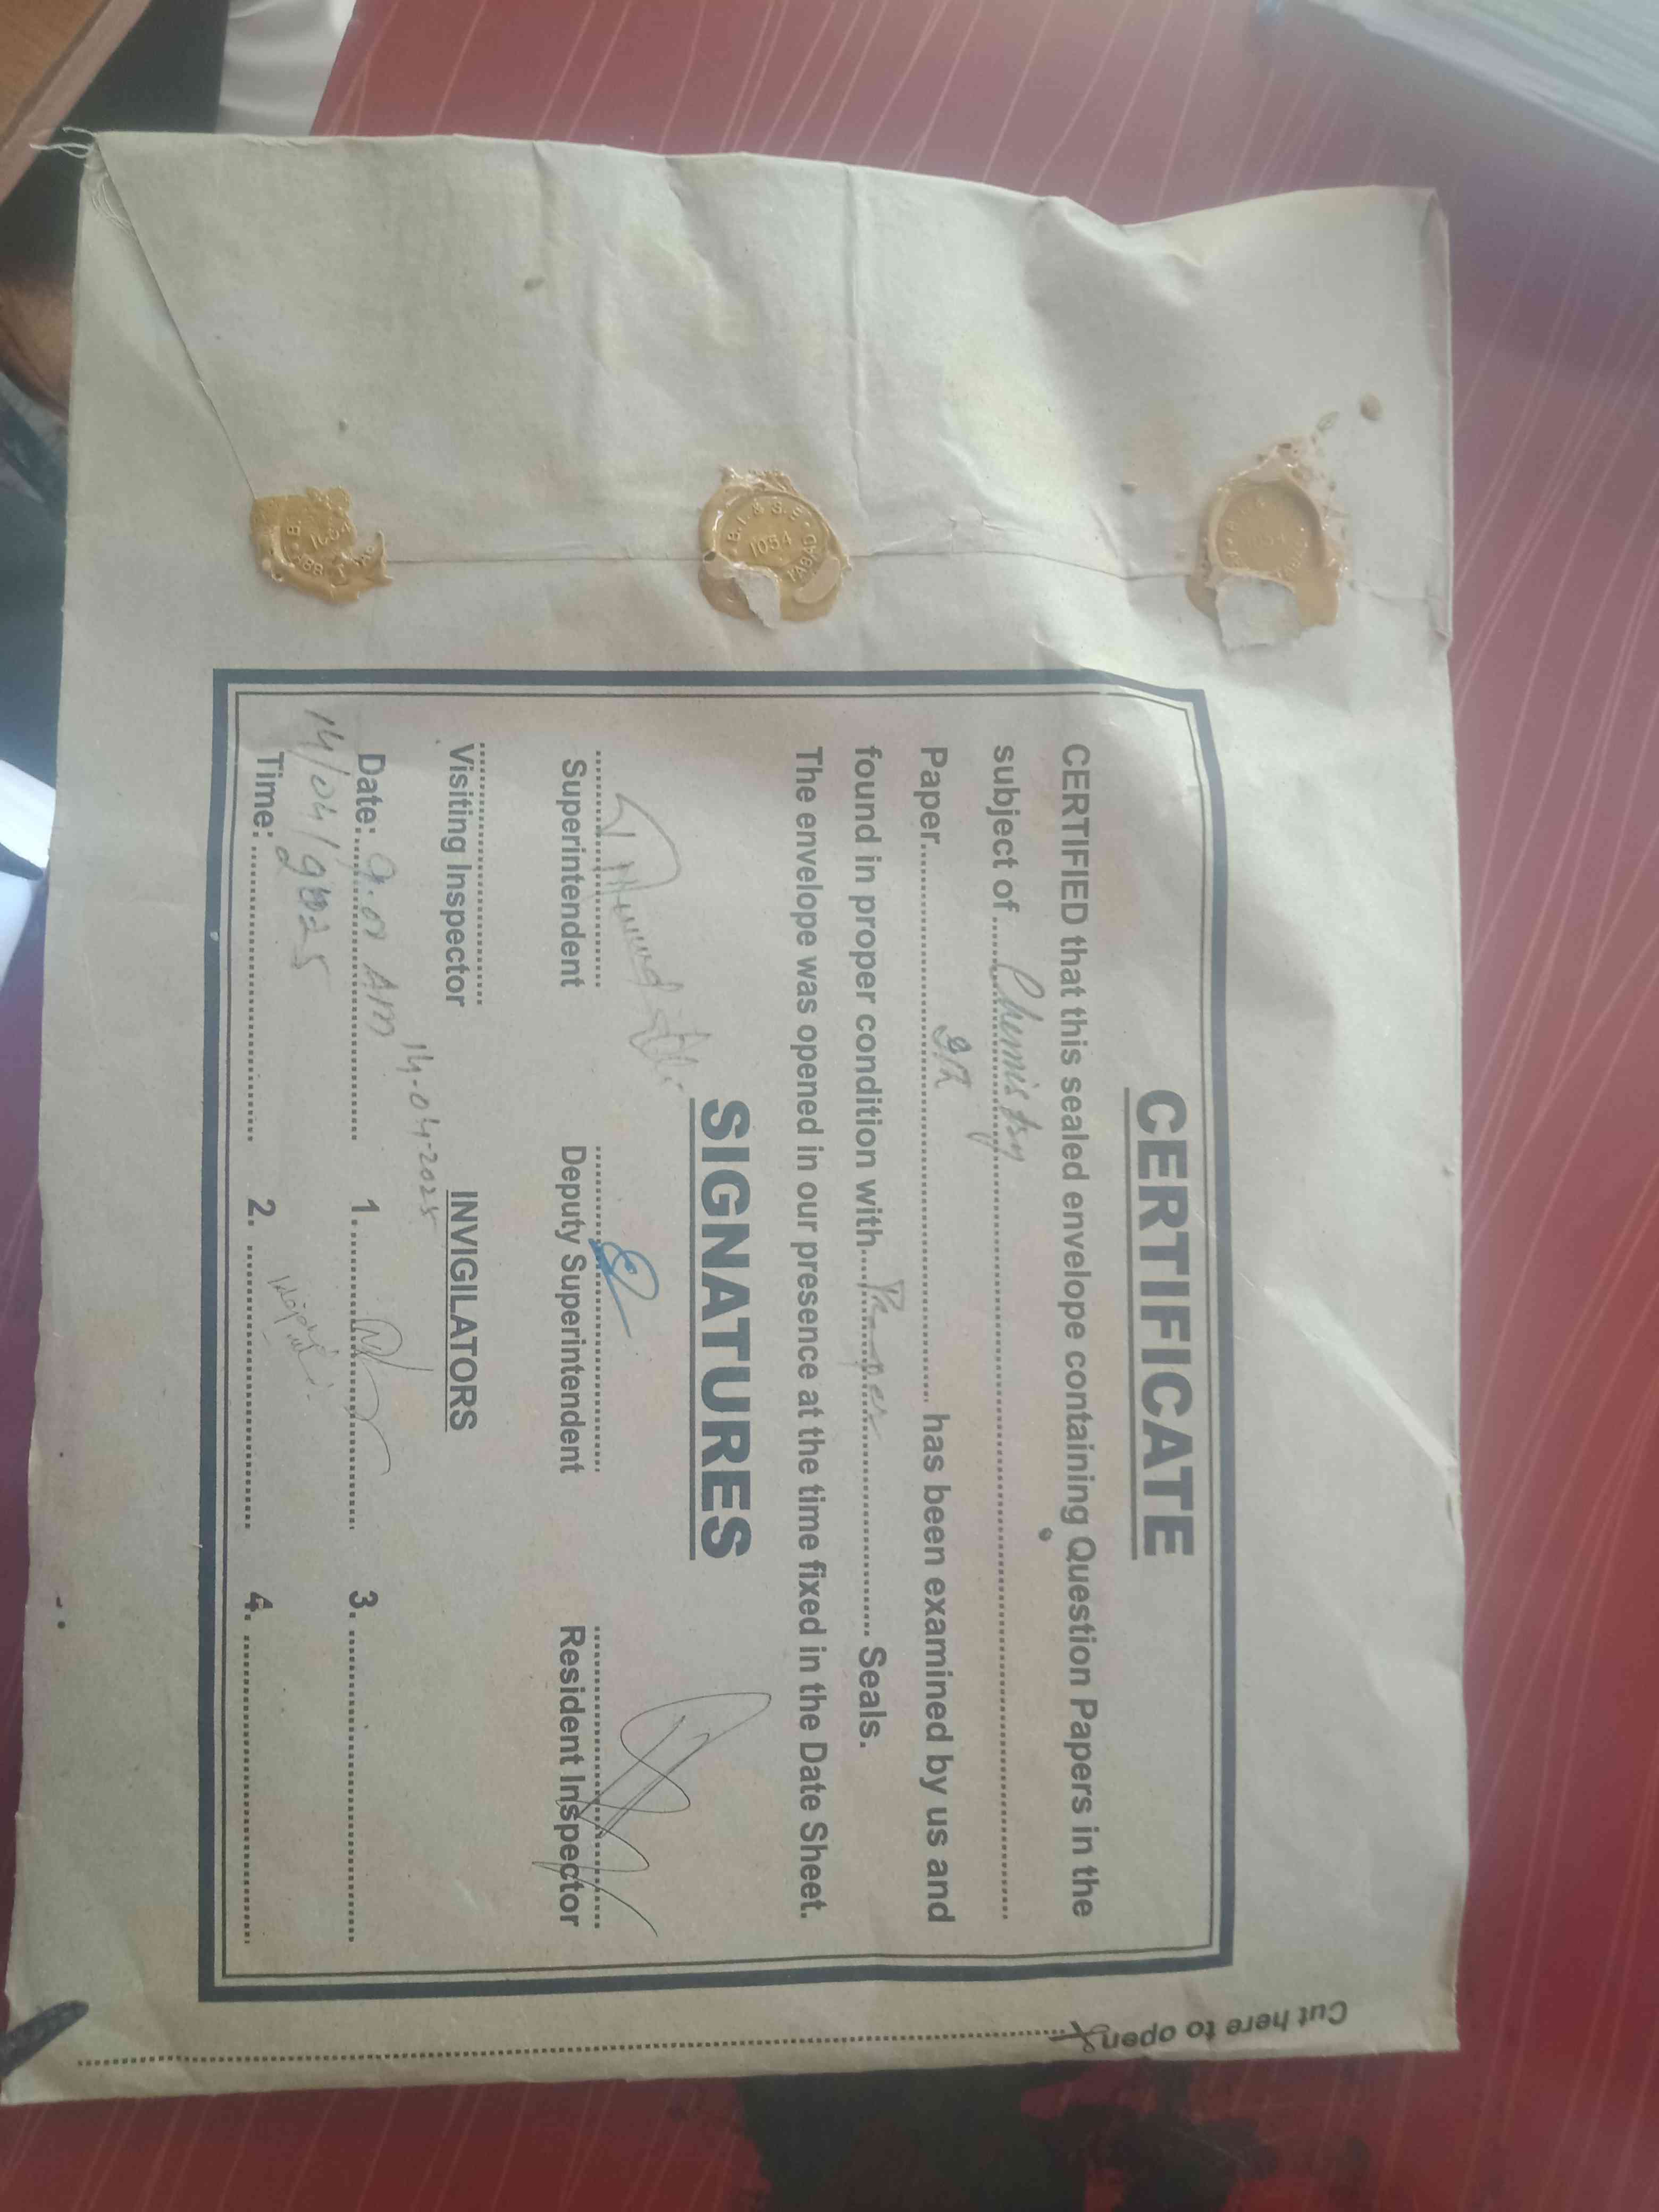 CERTIFICATE
CERTIFIED that this sealed envelope containing Question Papers in the
subject of.....Chemistry..........
Paper.................... has been examined by us and
found in proper condition with....Proper............ Seals.
The envelope was opened in our presence at the time fixed in the Date Sheet.
SIGNATURES
Superintendent Deputy Superintendent Resident Inspector
Visiting Inspector INVIGILATORS
14-04-2025
Date: AM 1. 3.
14/04/2025
Time: 2. 4.
Cut here to open
1054